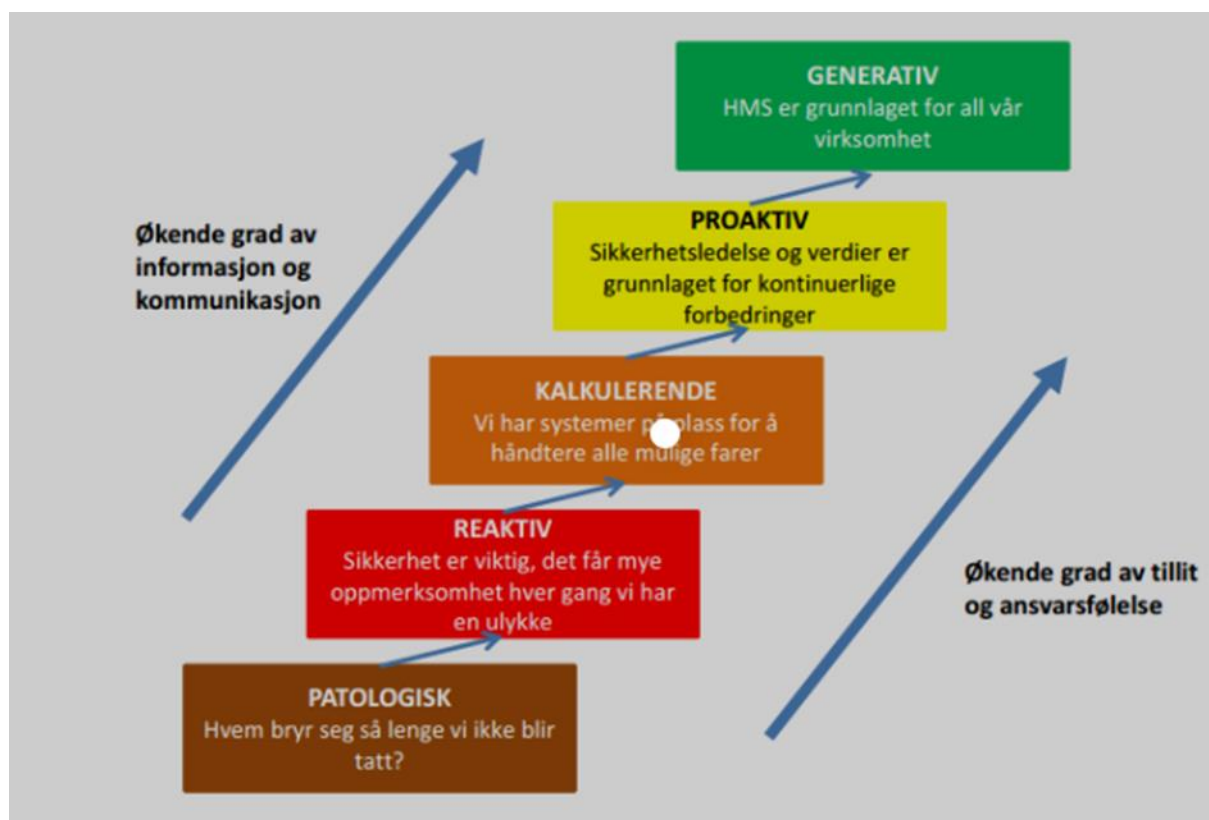 GENERATIV
HMS er grunnlaget for all vår
virksomhet
Økende grad av
informasjon og
kommunikasjon
PROAKTIV
Sikkerhetsledelse og verdier er
grunnlaget for kontinuerlige
forbedringer
KALKULERENDE
Vi har systemer på plass for å
håndtere alle mulige farer
REAKTIV
Sikkerhet er viktig, det får mye
oppmerksomhet hver gang vi har
en ulykke
Økende grad av tillit
og ansvarsfølelse
PATOLOGISK
Hvem bryr seg så lenge vi ikke blir
tatt?